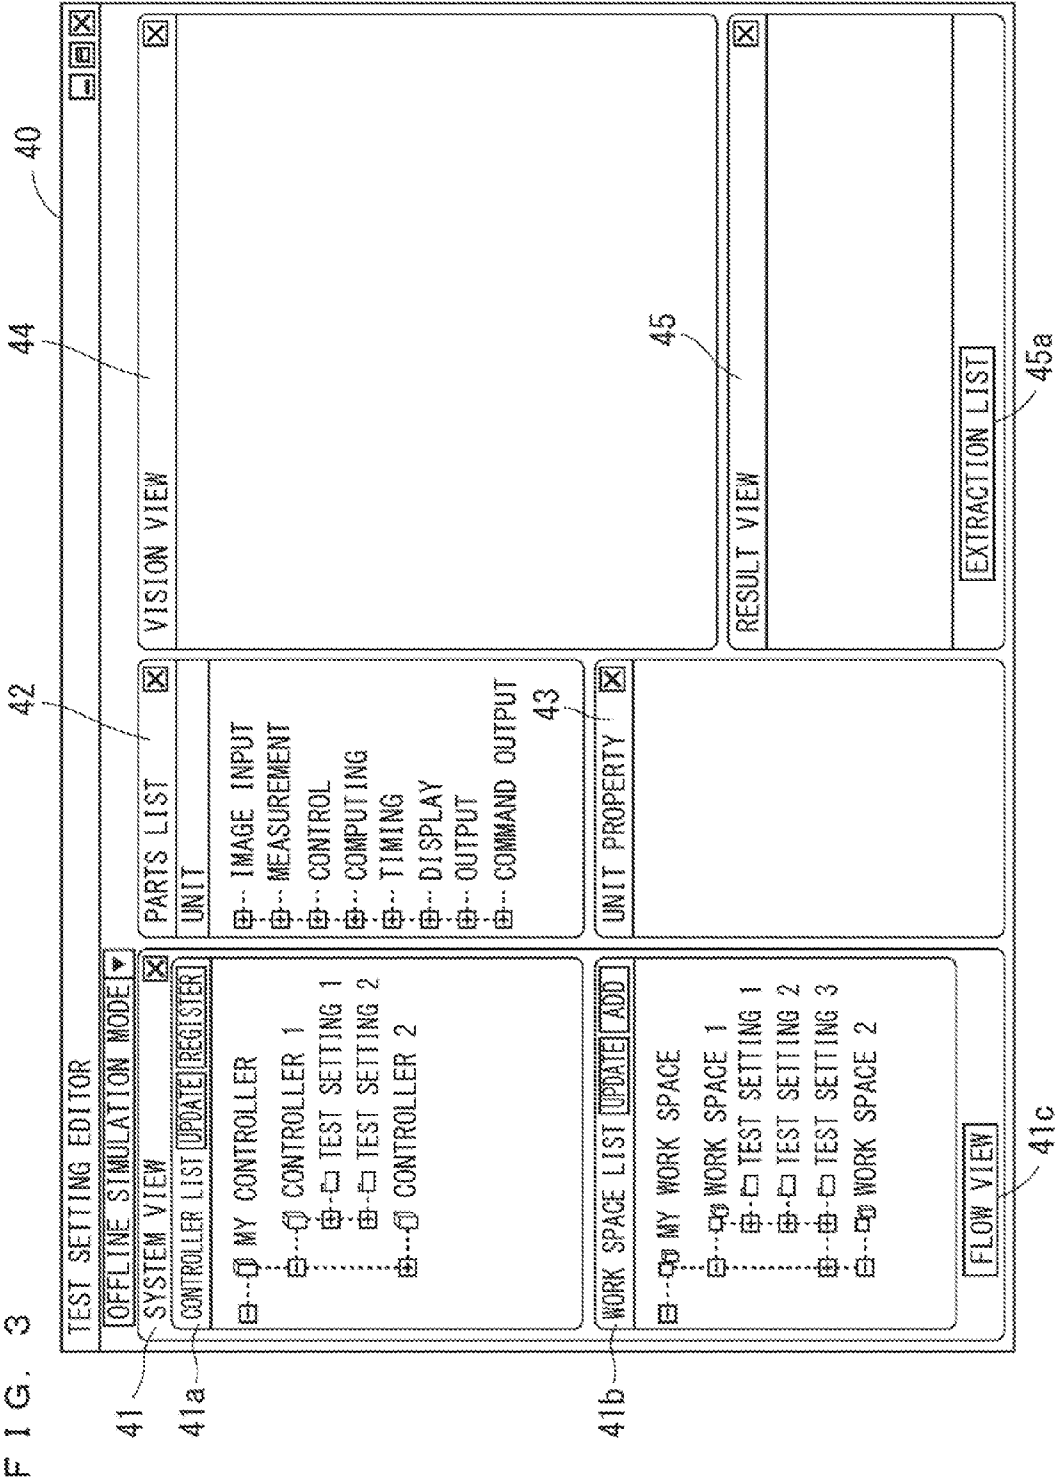 FIG. 3
40
TEST SETTING EDITOR
OFFLINE SIMULATION MODE
41
SYSTEM VIEW
41a
CONTROLLER LIST UPDATE REGISTER
MY CONTROLLER
CONTROLLER 1
TEST SETTING 1
TEST SETTING 2
CONTROLLER 2
41b
WORK SPACE LIST UPDATE ADD
MY WORK SPACE
WORK SPACE 1
TEST SETTING 1
TEST SETTING 2
TEST SETTING 3
WORK SPACE 2
FLOW VIEW
41c
42
PARTS LIST
UNIT
IMAGE INPUT
MEASUREMENT
CONTROL
COMPUTING
TIMING
DISPLAY
OUTPUT
COMMAND OUTPUT
43
UNIT PROPERTY
44
VISION VIEW
45
RESULT VIEW
EXTRACTION LIST
45a